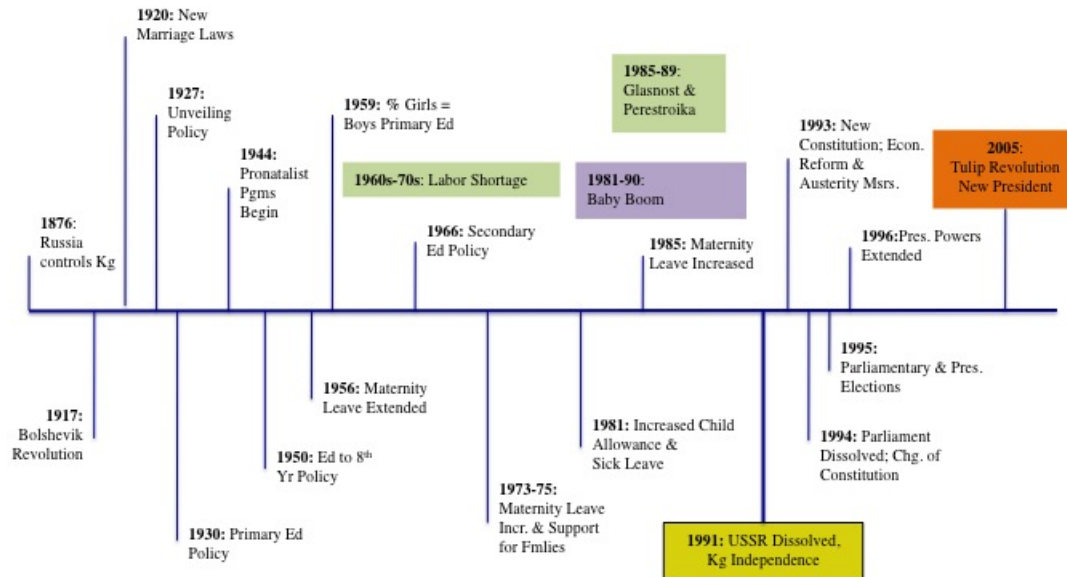 1920: New
Marriage Laws
1927:
Unveiling
Policy
1944:
Pronatalist
Pgms
Begin
1959: % Girls =
Boys Primary Ed
1985-89:
Glasnost &
Perestroika
1993: New
Constitution; Econ.
Reform &
Austerity Msrs.
2005:
Tulip Revolution
New President
1960s-70s: Labor Shortage
1981-90:
Baby Boom
1876:
Russia
controls Kg
1966: Secondary
Ed Policy
1985: Maternity
Leave Increased
1996:Pres. Powers
Extended
1917:
Bolshevik
Revolution
1956: Maternity
Leave Extended
1995:
Parliamentary & Pres.
Elections
1950: Ed to 8th
Yr Policy
1981: Increased Child
Allowance &
Sick Leave
1994: Parliament
Dissolved; Chg. of
Constitution
1930: Primary Ed
Policy
1973-75:
Maternity Leave
Incr. & Support
for Fmlies
1991: USSR Dissolved,
Kg Independence